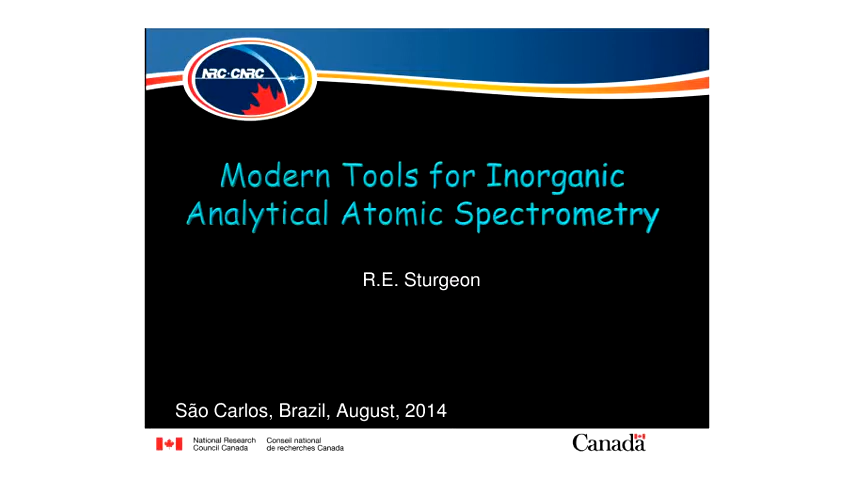 NRC·CNRC
Modern Tools for Inorganic
Analytical Atomic Spectrometry
R.E. Sturgeon
São Carlos, Brazil, August, 2014
National Research Conseil national
Council Canada de recherches Canada
Canada